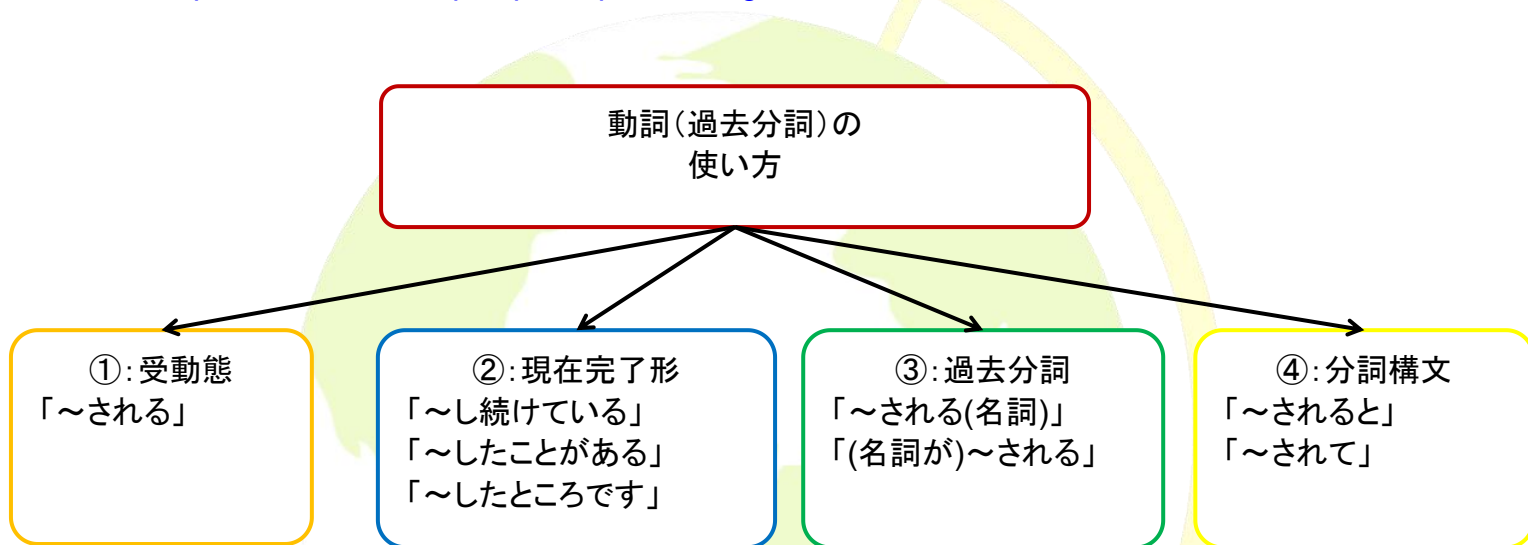 動詞(過去分詞)の
使い方
①:受動態
「~される」
②:現在完了形
「~し続けている」
「~したことがある」
「~したところです」
③:過去分詞
「~される(名詞)」
「(名詞が)~される」
④:分詞構文
「~されると」
「~されて」